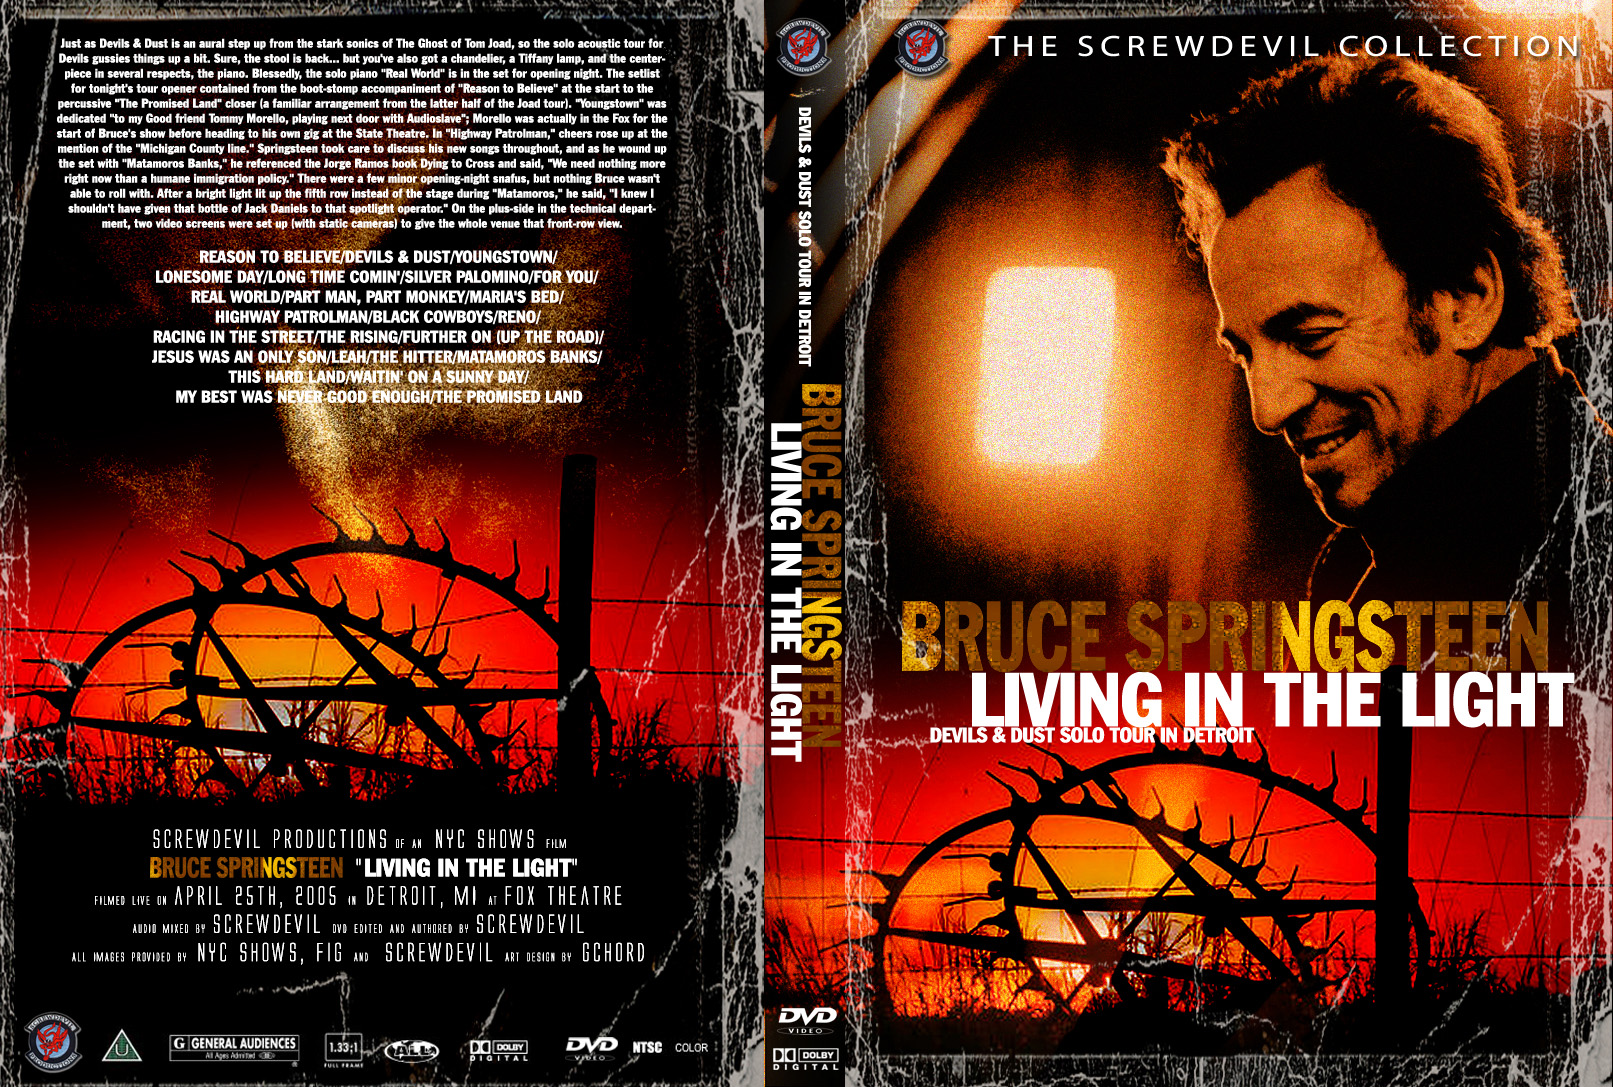 Just as Devils & Dust is an aural step up from the stark sonics of The Ghost of Tom Joad, so the solo acoustic tour for
Devils gussies things up a bit. Sure, the stool is back... but you've also got a chandelier, a Tiffany lamp, and the center-
piece in several respects, the piano. Blessedly, the solo piano "Real World" is in the set for opening night. The setlist
for tonight's tour opener contained from the boot-stomp accompaniment of "Reason to Believe" at the start to the
percussive "The Promised Land" closer (a familiar arrangement from the latter half of the Joad tour). "Youngstown" was
dedicated "to my Good friend Tommy Morello, playing next door with Audioslave"; Morello was actually in the Fox for the
start of Bruce's show before heading to his own gig at the State Theatre. In "Highway Patrolman," cheers rose up at the
mention of the "Michigan County line." Springsteen took care to discuss his new songs throughout, and as he wound up
the set with "Matamoros Banks," he referenced the Jorge Ramos book Dying to Cross and said, "We need nothing more
right now than a humane immigration policy." There were a few minor opening-night snafus, but nothing Bruce wasn't
able to roll with. After a bright light lit up the fifth row instead of the stage during "Matamoros," he said, "I knew I
shouldn't have given that bottle of Jack Daniels to that spotlight operator." On the plus-side in the technical depart-
ment, two video screens were set up (with static cameras) to give the whole venue that front-row view.
REASON TO BELIEVE/DEVILS & DUST/YOUNGSTOWN/
LONESOME DAY/LONG TIME COMIN'/SILVER PALOMINO/FOR YOU/
REAL WORLD/PART MAN, PART MONKEY/MARIA'S BED/
HIGHWAY PATROLMAN/BLACK COWBOYS/RENO/
RACING IN THE STREET/THE RISING/FURTHER ON (UP THE ROAD)/
JESUS WAS AN ONLY SON/LEAH/THE HITTER/MATAMOROS BANKS/
THIS HARD LAND/WAITIN' ON A SUNNY DAY/
MY BEST WAS NEVER GOOD ENOUGH/THE PROMISED LAND
SCREWDEVIL PRODUCTIONS OF AN NYC SHOWS FILM
BRUCE SPRINGSTEEN "LIVING IN THE LIGHT"
FILMED LIVE ON APRIL 25TH, 2005 IN DETROIT, MI AT FOX THEATRE
AUDIO MIXED BY SCREWDEVIL DVD EDITED AND AUTHORED BY SCREWDEVIL
ALL IMAGES PROVIDED BY NYC SHOWS, FIG AND SCREWDEVIL ART DESIGN BY GCHORD
SCREWDEVIL
U
G GENERAL AUDIENCES
All Ages Admitted
1.33:1
FULL FRAME
ALL
DOLBY
DIGITAL
DVD
VIDEO
NTSC
COLOR
SCREWDEVIL
DEVILS & DUST SOLO TOUR IN DETROIT
BRUCE SPRINGSTEEN
LIVING IN THE LIGHT
DVD
VIDEO
DOLBY
DIGITAL
SCREWDEVIL
THE SCREWDEVIL COLLECTION
BRUCE SPRINGSTEEN
LIVING IN THE LIGHT
DEVILS & DUST SOLO TOUR IN DETROIT